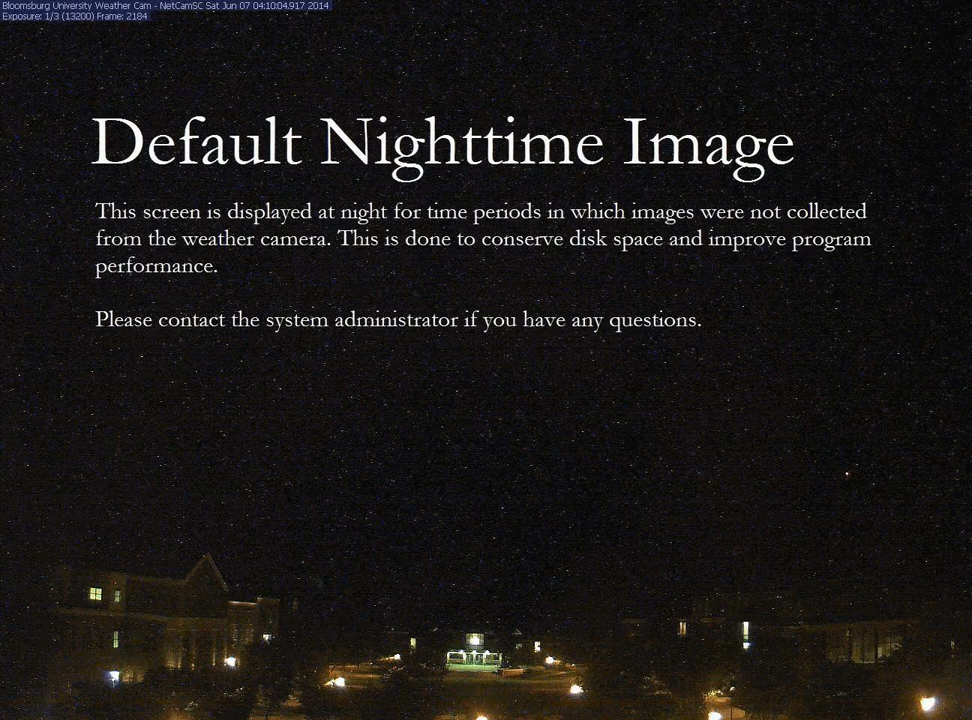 Bloomsburg University Weather Cam - NetCamSC Sat Jun 07 04:10:04.917 2014
Exposure: 1/3 (13200) Frame: 2184
Default Nighttime Image
This screen is displayed at night for time periods in which images were not collected
from the weather camera. This is done to conserve disk space and improve program
performance.
Please contact the system administrator if you have any questions.